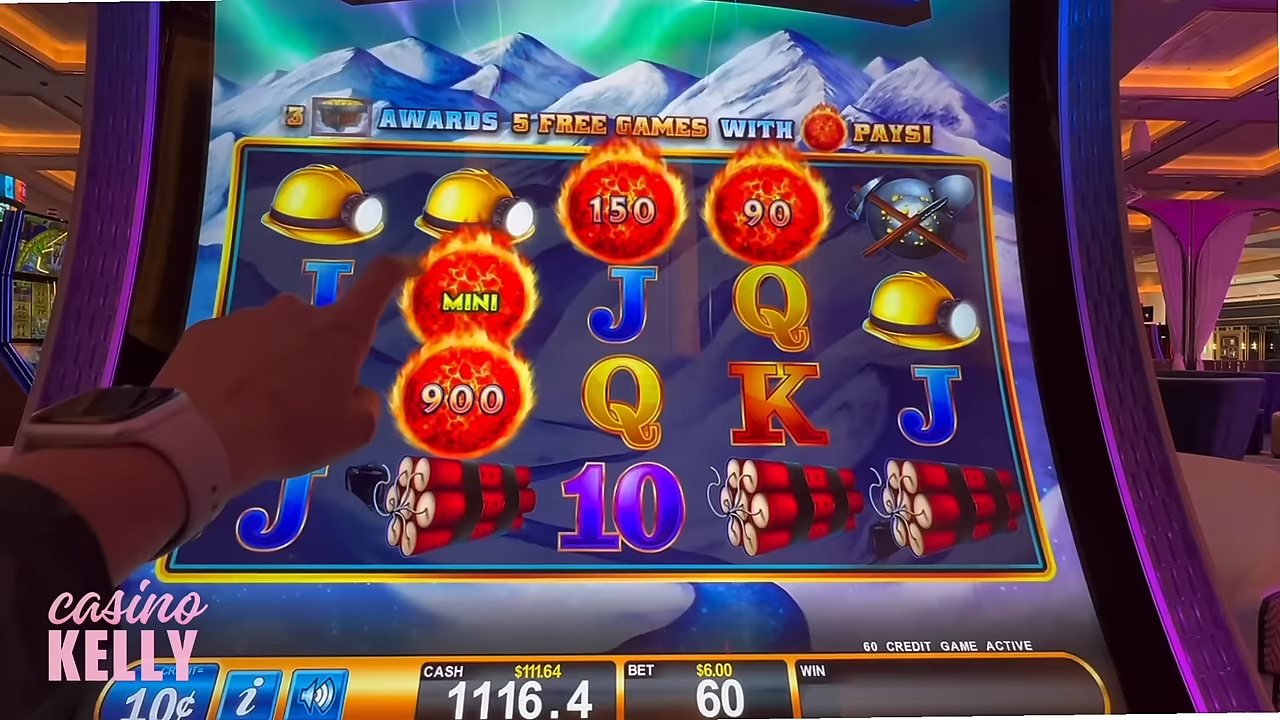 3 AWARDS 5 FREE GAMES WITH PAYS!
150 90
J MINI J Q
900 Q K J
J 10
60 CREDIT GAME ACTIVE
casino
KELLY
CREDIT =
10¢ i
CASH $111.64 BET $6.00 WIN
1116.4 60